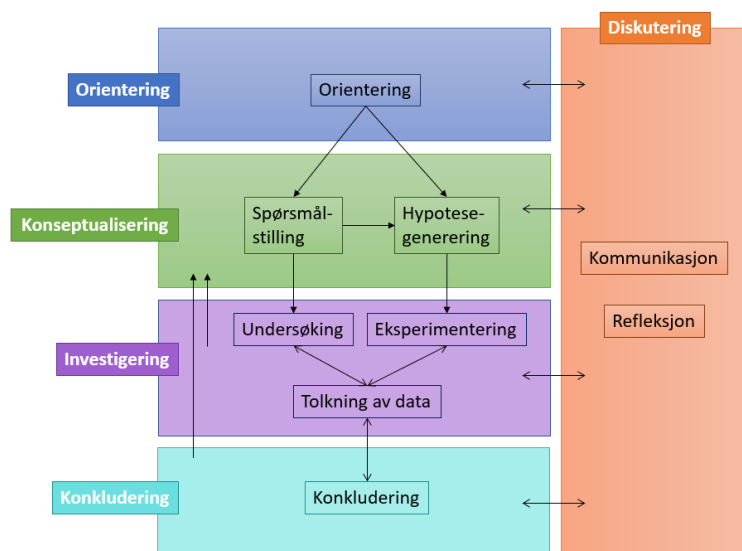 Diskutering
Orientering
Orientering
Konseptualisering
Spørsmål-
stilling
Hypotese-
generering
Kommunikasjon
Refleksjon
Investigering
Undersøking
Eksperimentering
Tolkning av data
Konkludering
Konkludering